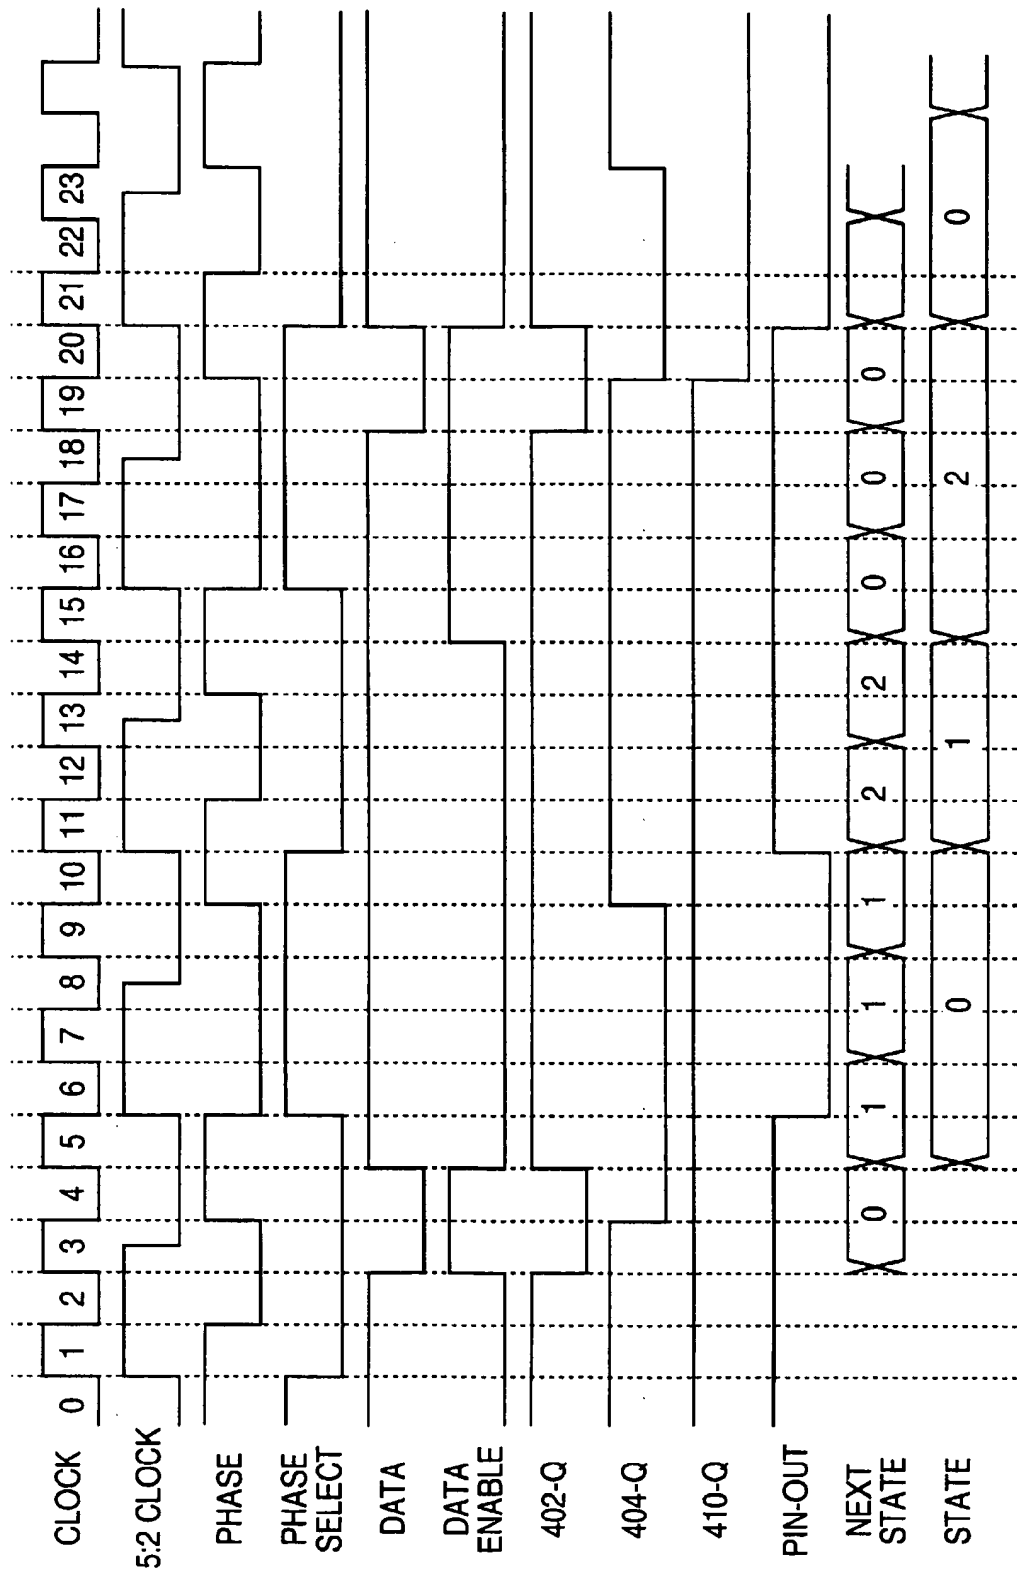 CLOCK
0 1 2 3 4 5 6 7 8 9 10 11 12 13 14 15 16 17 18 19 20 21 22 23
5:2 CLOCK
PHASE
PHASE
SELECT
DATA
DATA
ENABLE
402-Q
404-Q
410-Q
PIN-OUT
NEXT
STATE
0 1 1 1 2 2 0 0 0
STATE
0 1 2 0